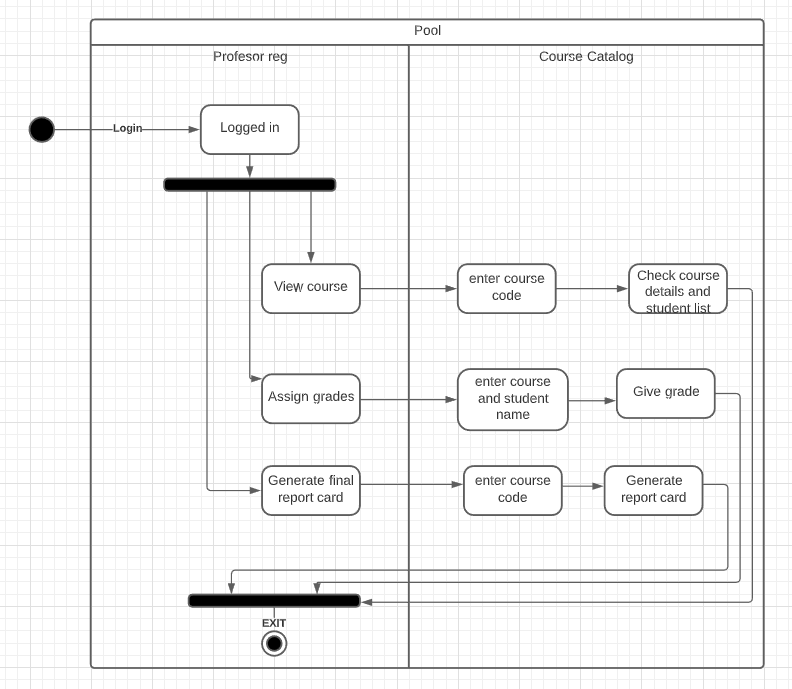 Pool
Profesor reg
Course Catalog
Login
Logged in
View course
enter course
code
Check course
details and
student list
Assign grades
enter course
and student
name
Give grade
Generate final
report card
enter course
code
Generate
report card
EXIT